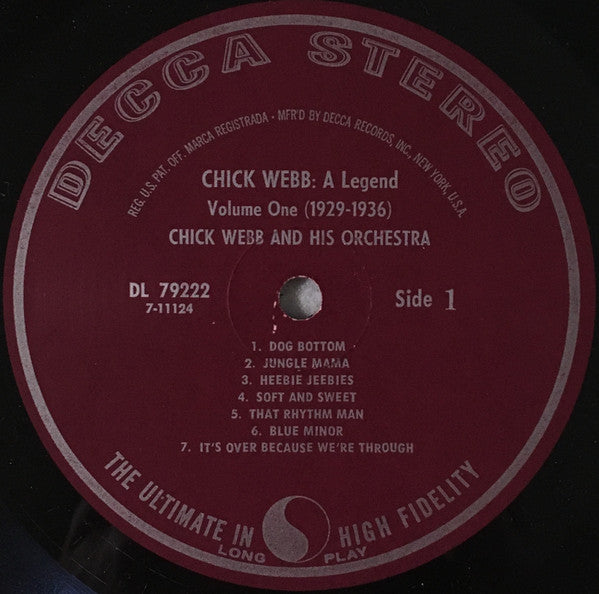 DECCA STEREO
REG. U.S. PAT. OFF. MARCA REGISTRADA • MFR'D BY DECCA RECORDS, INC., NEW YORK, U.S.A.
CHICK WEBB: A Legend
Volume One (1929-1936)
CHICK WEBB AND HIS ORCHESTRA
DL 79222
7-11124
Side 1
1. DOG BOTTOM
2. JUNGLE MAMA
3. HEEBIE JEEBIES
4. SOFT AND SWEET
5. THAT RHYTHM MAN
6. BLUE MINOR
7. IT'S OVER BECAUSE WE'RE THROUGH
THE ULTIMATE IN HIGH FIDELITY
LONG PLAY